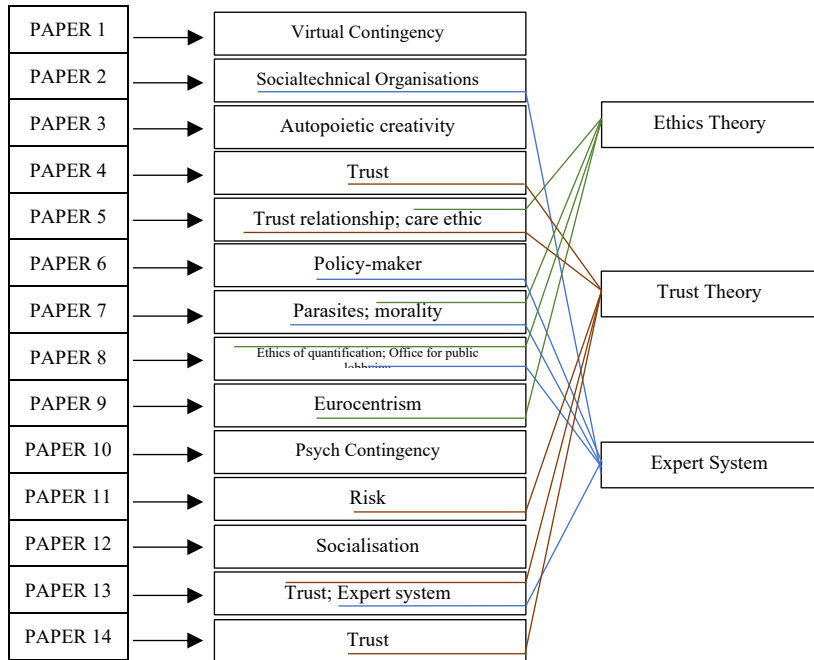 PAPER 1
Virtual Contingency
PAPER 2
Socialtechnical Organisations
PAPER 3
Autopoietic creativity
Ethics Theory
PAPER 4
Trust
PAPER 5
Trust relationship; care ethic
PAPER 6
Policy-maker
Trust Theory
PAPER 7
Parasites; morality
PAPER 8
Ethics of quantification; Office for public
PAPER 9
Eurocentrism
PAPER 10
Psych Contingency
Expert System
PAPER 11
Risk
PAPER 12
Socialisation
PAPER 13
Trust; Expert system
PAPER 14
Trust